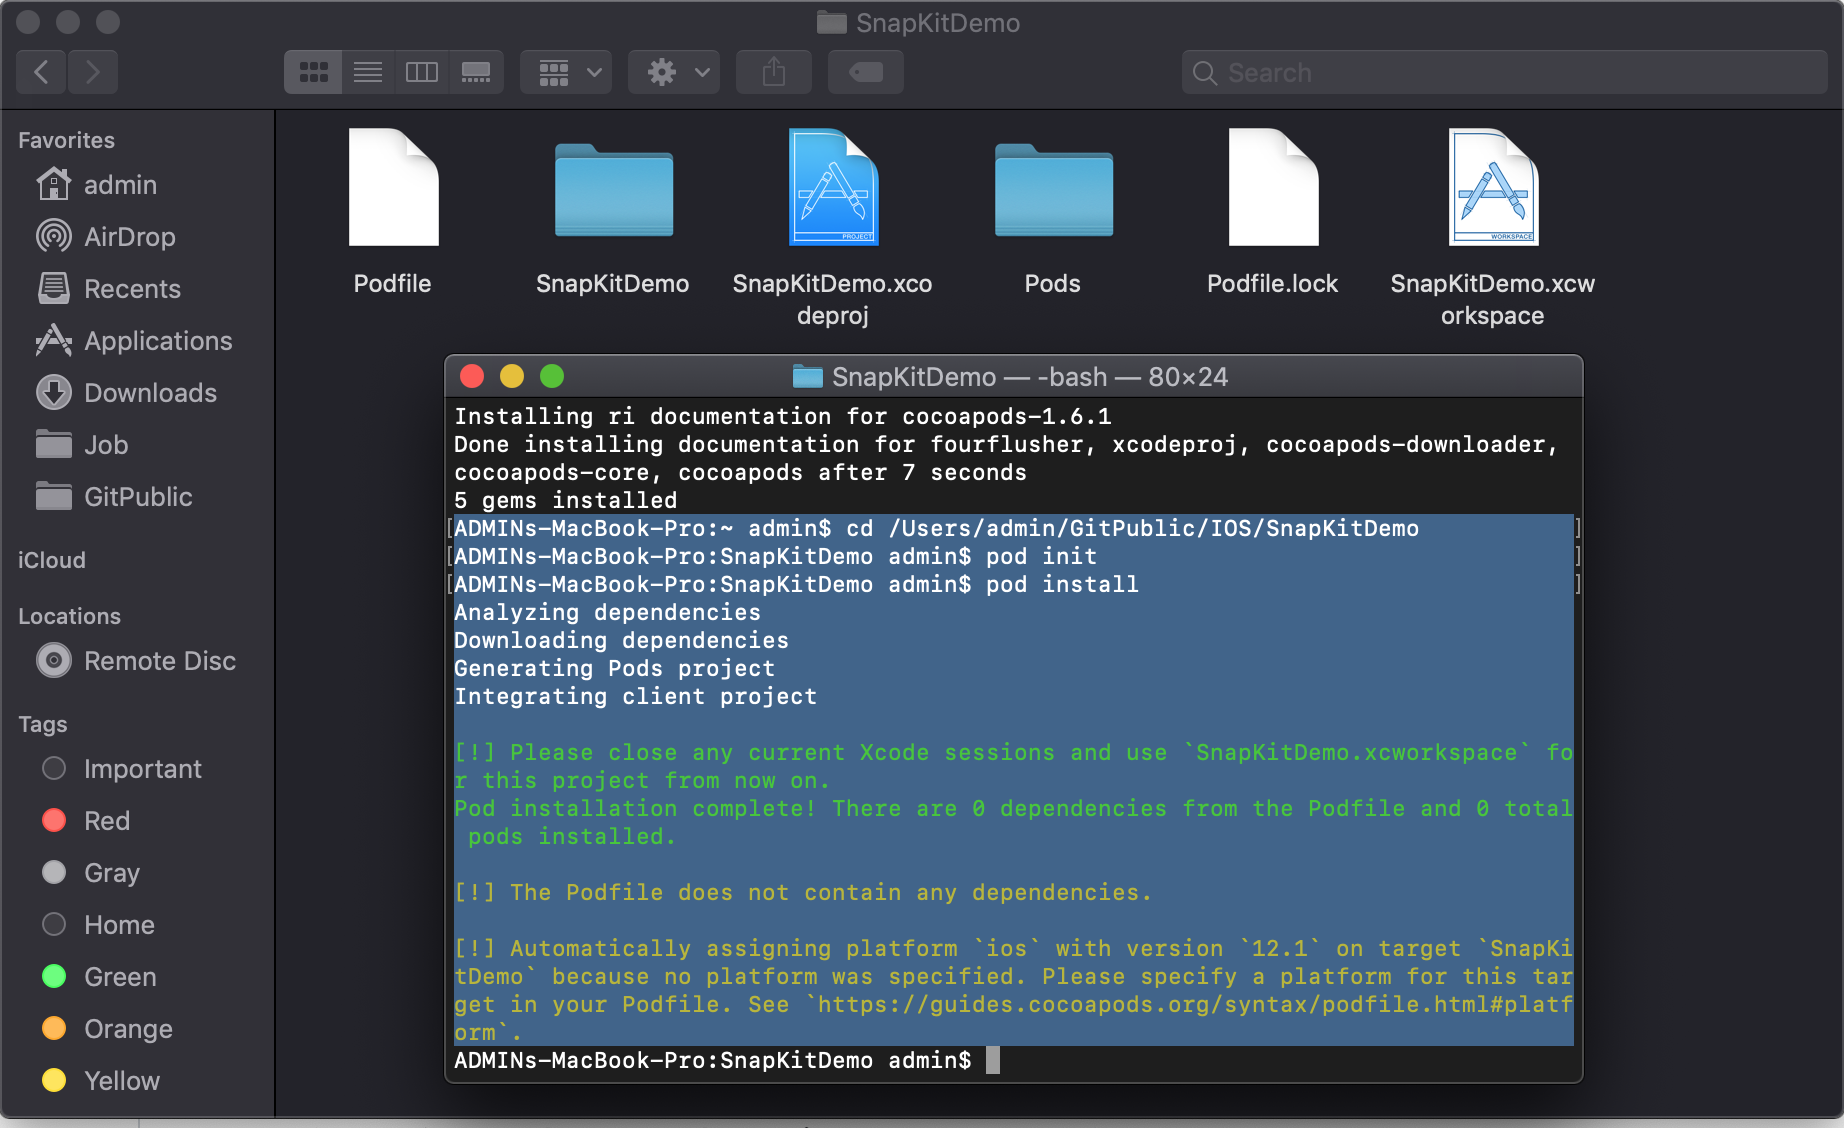 SnapKitDemo
Search
Favorites
admin
AirDrop
Recents
Applications
Downloads
Job
GitPublic
iCloud
Locations
Remote Disc
Tags
Important
Red
Gray
Home
Green
Orange
Yellow
PROJECT
WORKSPACE
Podfile
SnapKitDemo
SnapKitDemo.xco
deproj
Pods
Podfile.lock
SnapKitDemo.xcw
orkspace
SnapKitDemo — -bash — 80×24
Installing ri documentation for cocoapods-1.6.1
Done installing documentation for fourflusher, xcodeproj, cocoapods-downloader,
cocoapods-core, cocoapods after 7 seconds
5 gems installed
[ADMINs-MacBook-Pro:~ admin$ cd /Users/admin/GitPublic/IOS/SnapKitDemo ]
[ADMINs-MacBook-Pro:SnapKitDemo admin$ pod init ]
[ADMINs-MacBook-Pro:SnapKitDemo admin$ pod install ]
Analyzing dependencies
Downloading dependencies
Generating Pods project
Integrating client project
[!] Please close any current Xcode sessions and use `SnapKitDemo.xcworkspace` fo
r this project from now on.
Pod installation complete! There are 0 dependencies from the Podfile and 0 total
pods installed.
[!] The Podfile does not contain any dependencies.
[!] Automatically assigning platform `ios` with version `12.1` on target `SnapKi
tDemo` because no platform was specified. Please specify a platform for this tar
get in your Podfile. See `https://guides.cocoapods.org/syntax/podfile.html#platf
orm`.
ADMINs-MacBook-Pro:SnapKitDemo admin$